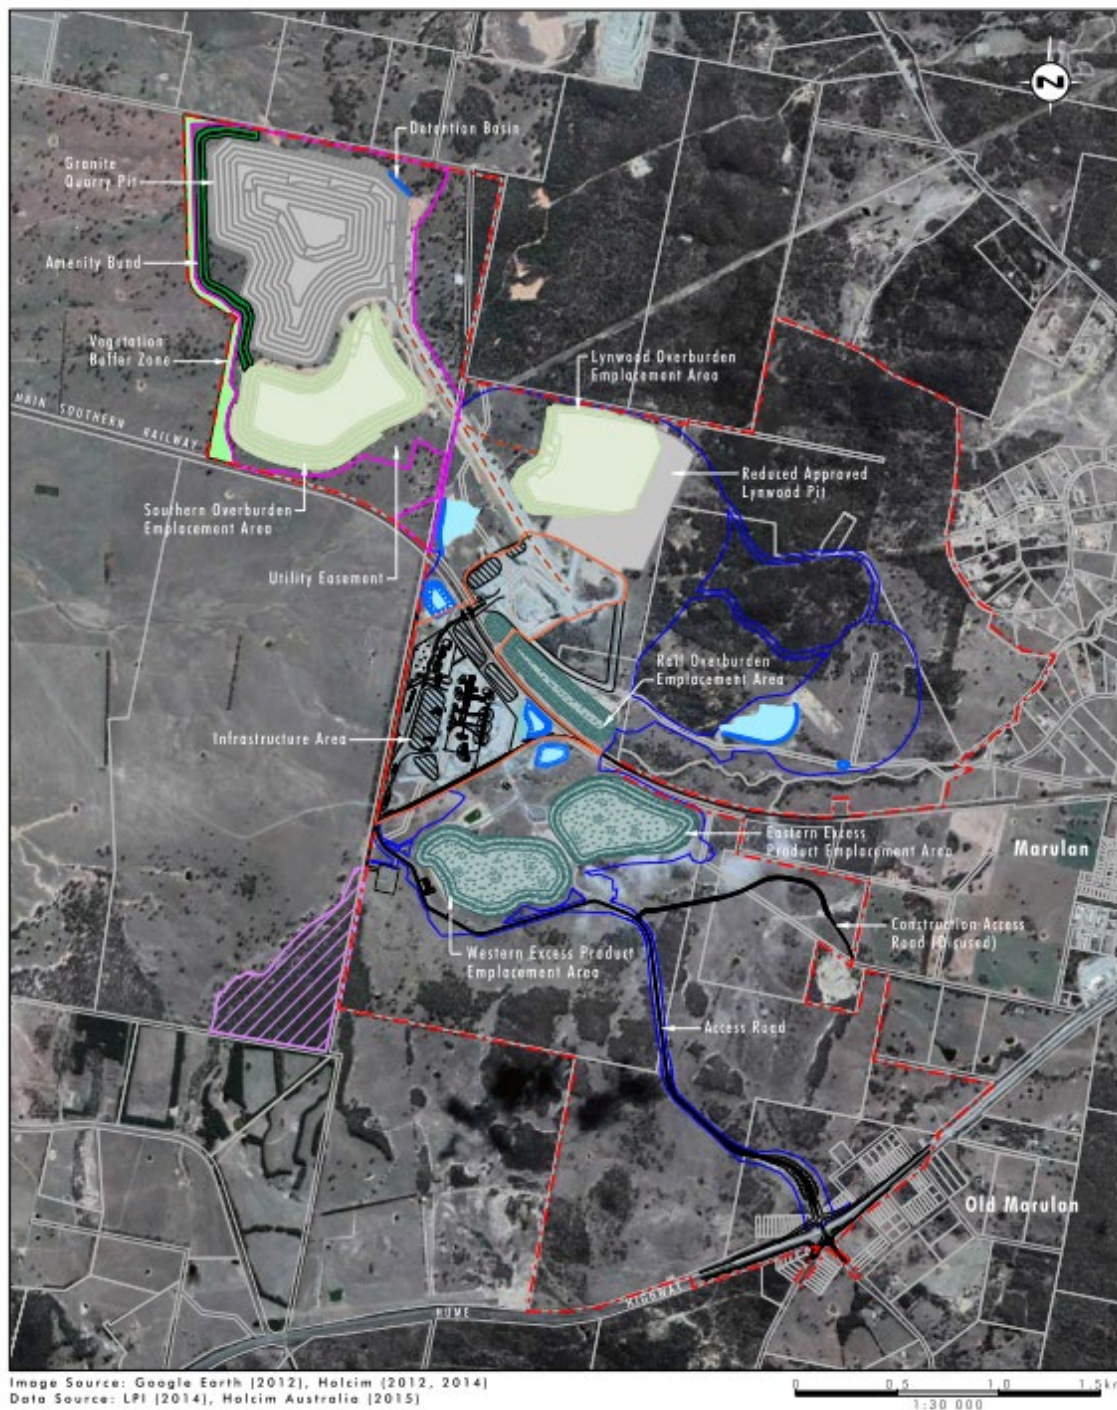 N
Detention Basin
Granite
Quarry Pit
Amenity Bund
Vegetation
Buffer Zone
MAIN SOUTHERN RAILWAY
Lynwood Overburden
Emplacement Area
Reduced Approved
Lynwood Pit
Southern Overburden
Emplacement Area
Utility Easement
Rail Overburden
Emplacement Area
Infrastructure Area
Eastern Excess
Product Emplacement Area
Marulan
Construction Access
Road (Disused)
Western Excess Product
Emplacement Area
Access Road
Old Marulan
HUME HIGHWAY
Image Source: Google Earth (2012), Holcim (2012, 2014)
Data Source: LPI (2014), Holcim Australia (2015)
0 0.5 1.0 1.5km
1:30 000